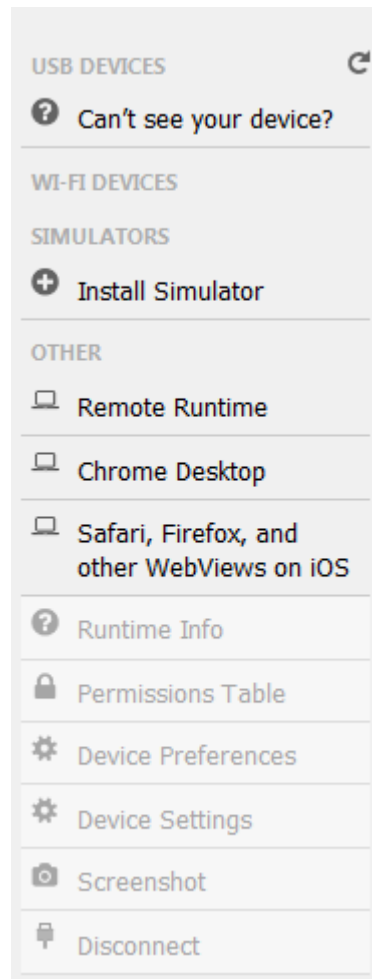 USB DEVICES
Can't see your device?
WI-FI DEVICES
SIMULATORS
Install Simulator
OTHER
Remote Runtime
Chrome Desktop
Safari, Firefox, and
other WebViews on iOS
Runtime Info
Permissions Table
Device Preferences
Device Settings
Screenshot
Disconnect